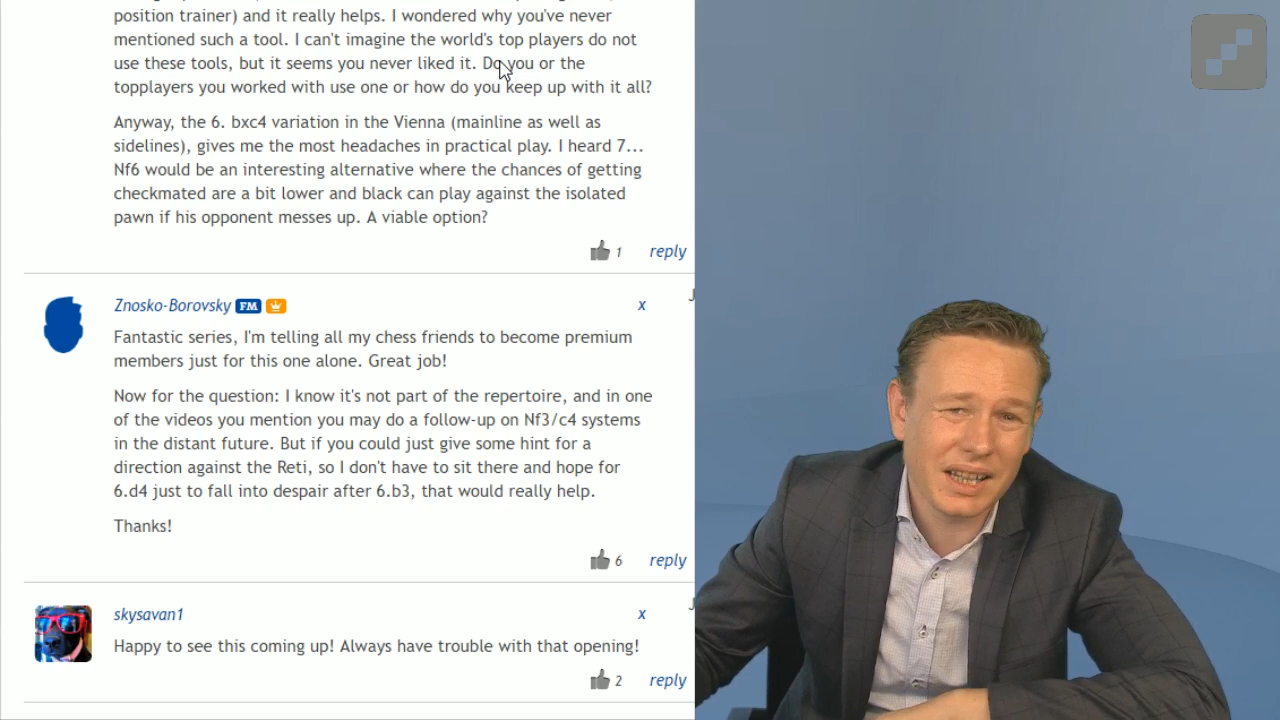 position trainer) and it really helps. I wondered why you've never
mentioned such a tool. I can't imagine the world's top players do not
use these tools, but it seems you never liked it. Do you or the
topplayers you worked with use one or how do you keep up with it all?
Anyway, the 6. bxc4 variation in the Vienna (mainline as well as
sidelines), gives me the most headaches in practical play. I heard 7...
Nf6 would be an interesting alternative where the chances of getting
checkmated are a bit lower and black can play against the isolated
pawn if his opponent messes up. A viable option?
1 reply
Znosko-Borovsky FM x
Fantastic series, I'm telling all my chess friends to become premium
members just for this one alone. Great job!
Now for the question: I know it's not part of the repertoire, and in one
of the videos you mention you may do a follow-up on Nf3/c4 systems
in the distant future. But if you could just give some hint for a
direction against the Reti, so I don't have to sit there and hope for
6.d4 just to fall into despair after 6.b3, that would really help.
Thanks!
6 reply
skysavan1 x
Happy to see this coming up! Always have trouble with that opening!
2 reply